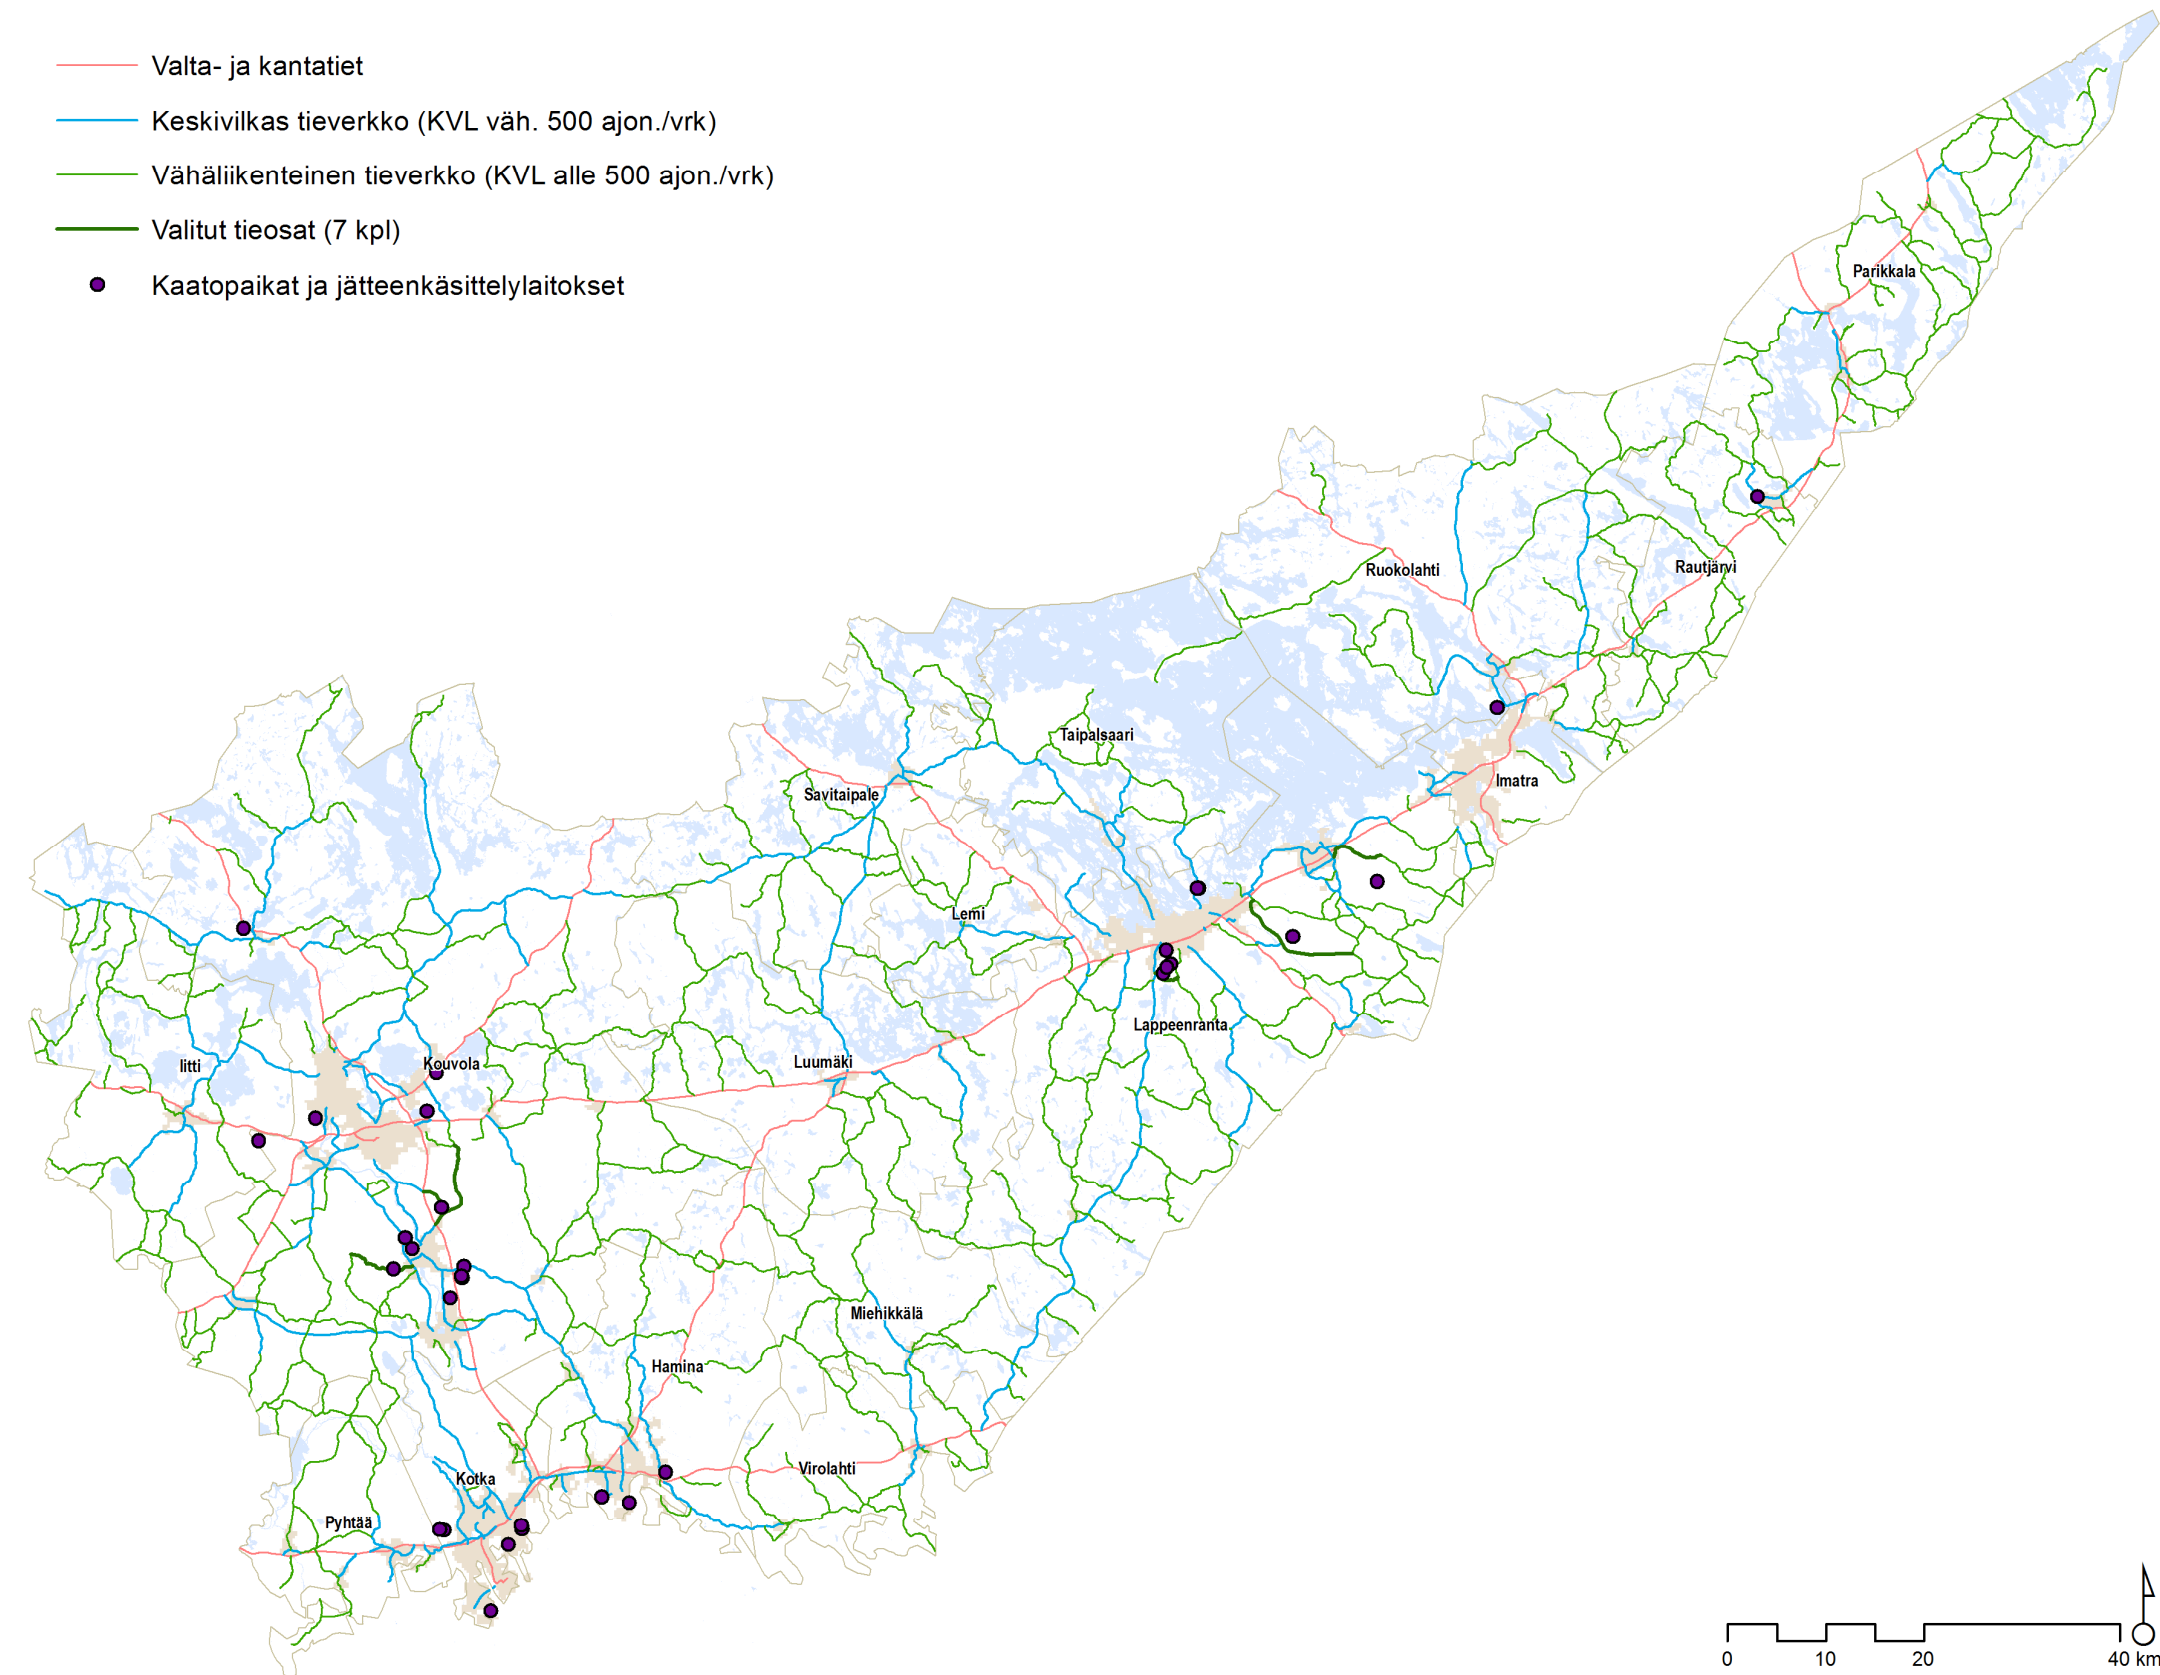 Valta- ja kantatiet
Keskivilkas tieverkko (KVL väh. 500 ajon./vrk)
Vähäliikenteinen tieverkko (KVL alle 500 ajon./vrk)
Valitut tieosat (7 kpl)
Kaatopaikat ja jätteenkäsittelylaitokset
Parikkala
Rautjärvi
Ruokolahti
Taipalsaari
Imatra
Savitaipale
Lemi
Lappeenranta
Luumäki
Kouvola
Iitti
Miehikkälä
Hamina
Virolahti
Kotka
Pyhtää
0 10 20 40 km